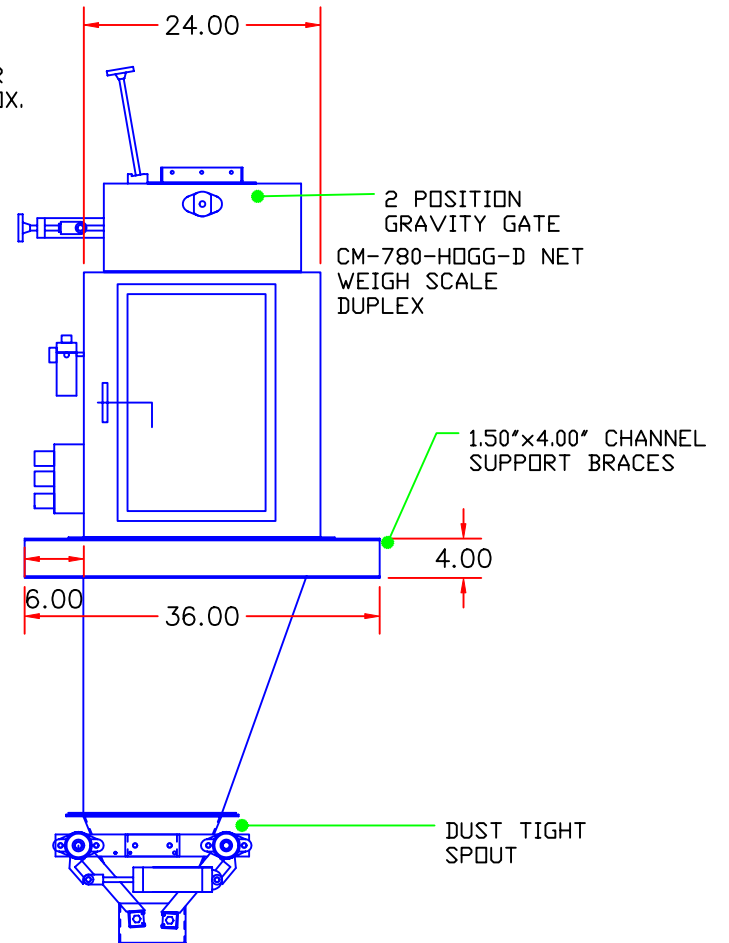 24.00
R
OX.
2 POSITION
GRAVITY GATE
CM-780-HOGG-D NET
WEIGH SCALE
DUPLEX
1.50"x4.00" CHANNEL
SUPPORT BRACES
4.00
6.00
36.00
DUST TIGHT
SPOUT